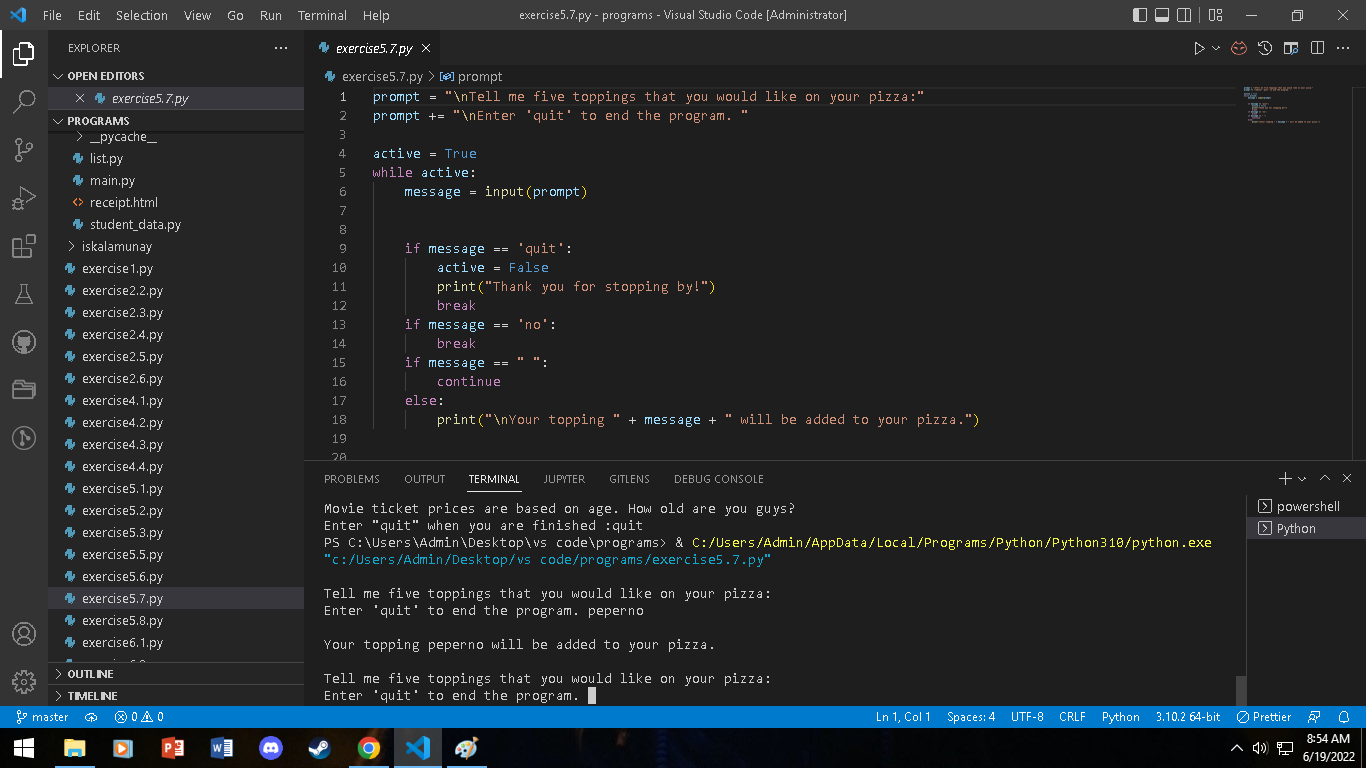 File Edit Selection View Go Run Terminal Help
exercise5.7.py - programs - Visual Studio Code [Administrator]
EXPLORER
OPEN EDITORS
exercise5.7.py
PROGRAMS
__pycache__
list.py
main.py
receipt.html
student_data.py
iskalamunay
exercise1.py
exercise2.2.py
exercise2.3.py
exercise2.4.py
exercise2.5.py
exercise2.6.py
exercise4.1.py
exercise4.2.py
exercise4.3.py
exercise4.4.py
exercise5.1.py
exercise5.2.py
exercise5.3.py
exercise5.5.py
exercise5.6.py
exercise5.7.py
exercise5.8.py
exercise6.1.py
OUTLINE
TIMELINE
exercise5.7.py
exercise5.7.py > prompt
1 prompt = "\nTell me five toppings that you would like on your pizza:"
2 prompt += "\nEnter 'quit' to end the program. "
3
4 active = True
5 while active:
6     message = input(prompt)
7
8
9     if message == 'quit':
10         active = False
11         print("Thank you for stopping by!")
12         break
13     if message == 'no':
14         break
15     if message == " ":
16         continue
17     else:
18         print("\nYour topping " + message + " will be added to your pizza.")
19
20
PROBLEMS OUTPUT TERMINAL JUPYTER GITLENS DEBUG CONSOLE
Movie ticket prices are based on age. How old are you guys?
Enter "quit" when you are finished :quit
PS C:\Users\Admin\Desktop\vs code\programs> & C:/Users/Admin/AppData/Local/Programs/Python/Python310/python.exe
"c:/Users/Admin/Desktop/vs code/programs/exercise5.7.py"
Tell me five toppings that you would like on your pizza:
Enter 'quit' to end the program. peperno
Your topping peperno will be added to your pizza.
Tell me five toppings that you would like on your pizza:
Enter 'quit' to end the program.
powershell
Python
master 0 0 Ln 1, Col 1 Spaces: 4 UTF-8 CRLF Python 3.10.2 64-bit Prettier
8:54 AM
6/19/2022